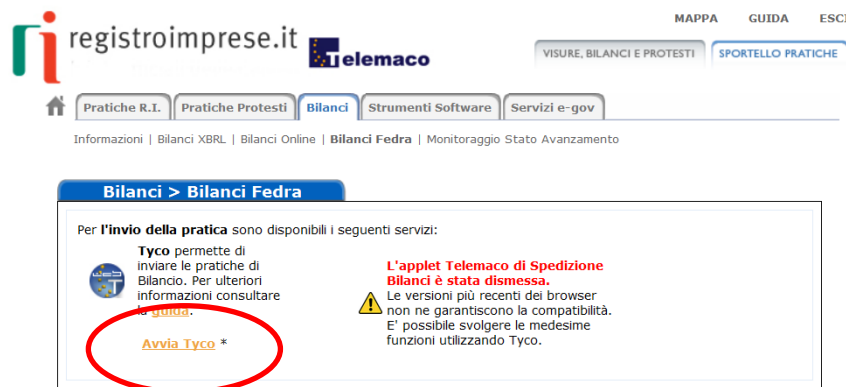 MAPPA GUIDA ESCI
registroimprese.it
Telemaco
VISURE, BILANCI E PROTESTI SPORTELLO PRATICHE
Pratiche R.I. Pratiche Protesti Bilanci Strumenti Software Servizi e-gov
Informazioni | Bilanci XBRL | Bilanci Online | Bilanci Fedra | Monitoraggio Stato Avanzamento
Bilanci > Bilanci Fedra
Per l'invio della pratica sono disponibili i seguenti servizi:
Tyco permette di
inviare le pratiche di
Bilancio. Per ulteriori
informazioni consultare
la guida.
Avvia Tyco *
L'applet Telemaco di Spedizione
Bilanci è stata dismessa.
Le versioni più recenti dei browser
non ne garantiscono la compatibilità.
E' possibile svolgere le medesime
funzioni utilizzando Tyco.